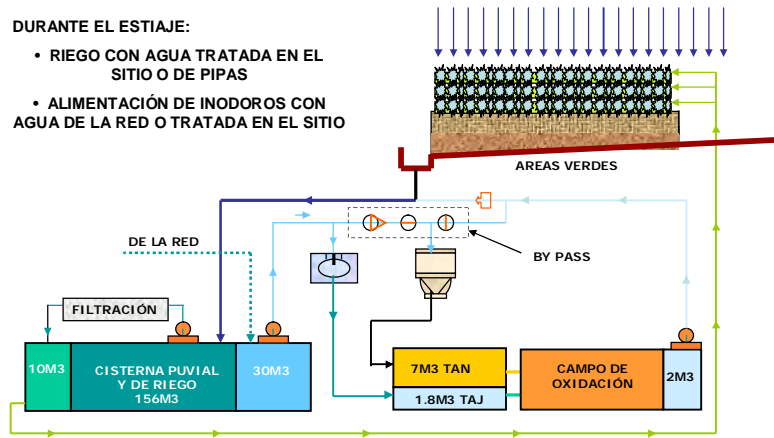 DURANTE EL ESTIAJE:
• RIEGO CON AGUA TRATADA EN EL
SITIO O DE PIPAS
• ALIMENTACIÓN DE INODOROS CON
AGUA DE LA RED O TRATADA EN EL SITIO
AREAS VERDES
DE LA RED
BY PASS
FILTRACIÓN
10M3
CISTERNA PUVIAL
Y DE RIEGO
156M3
30M3
7M3 TAN
1.8M3 TAJ
CAMPO DE
OXIDACIÓN
2M3